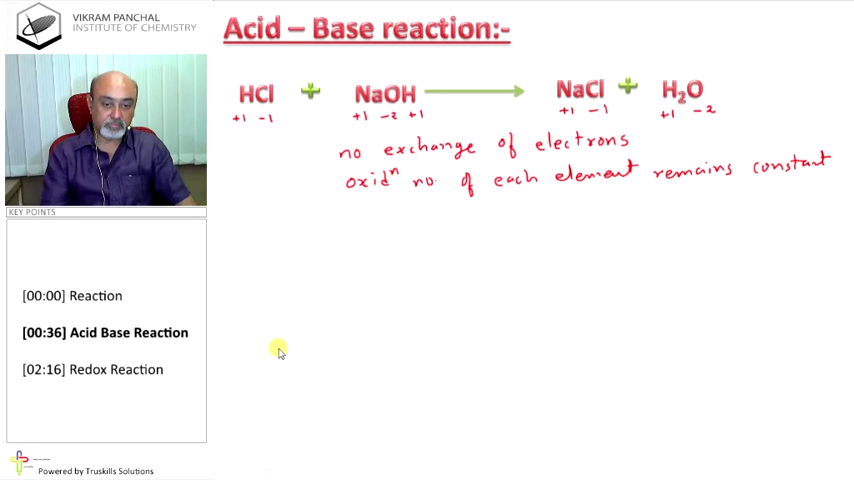 VIKRAM PANCHAL
INSTITUTE OF CHEMISTRY
Acid – Base reaction:-
HCl + NaOH → NaCl + H₂O
+1 -1 +1 -2 +1 +1 -1 +1 -2
no exchange of electrons
oxidⁿ no. of each element remains constant
KEY POINTS
[00:00] Reaction
[00:36] Acid Base Reaction
[02:16] Redox Reaction
Powered by Truskills Solutions